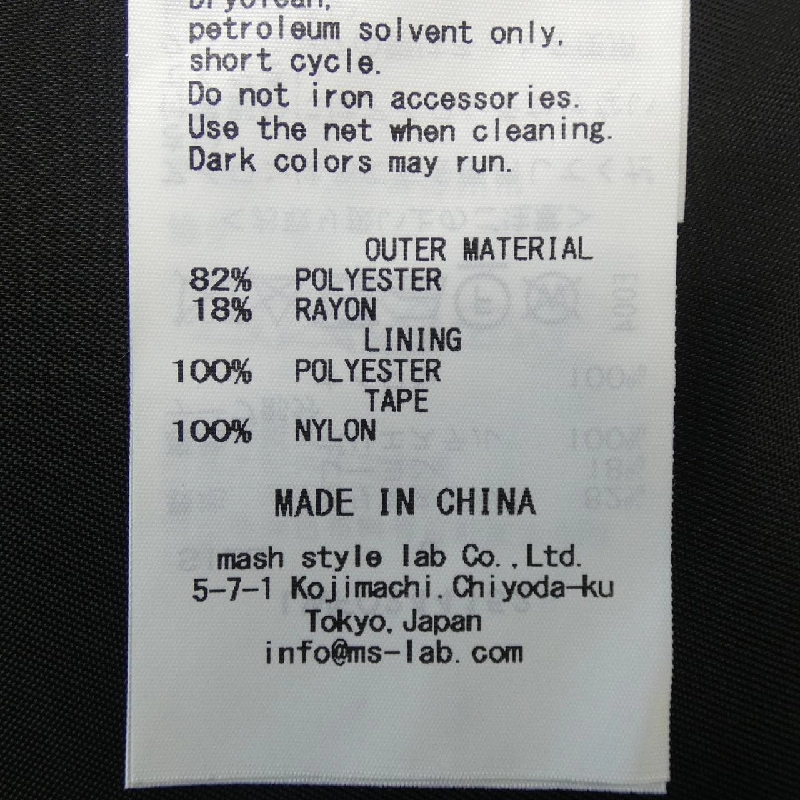 Dryclean,
petroleum solvent only,
short cycle.
Do not iron accessories.
Use the net when cleaning.
Dark colors may run.
OUTER MATERIAL
82% POLYESTER
18% RAYON
LINING
100% POLYESTER
TAPE
100% NYLON
MADE IN CHINA
mash style lab Co.,Ltd.
5-7-1 Kojimachi.Chiyoda-ku
Tokyo,Japan
info@ms-lab.com